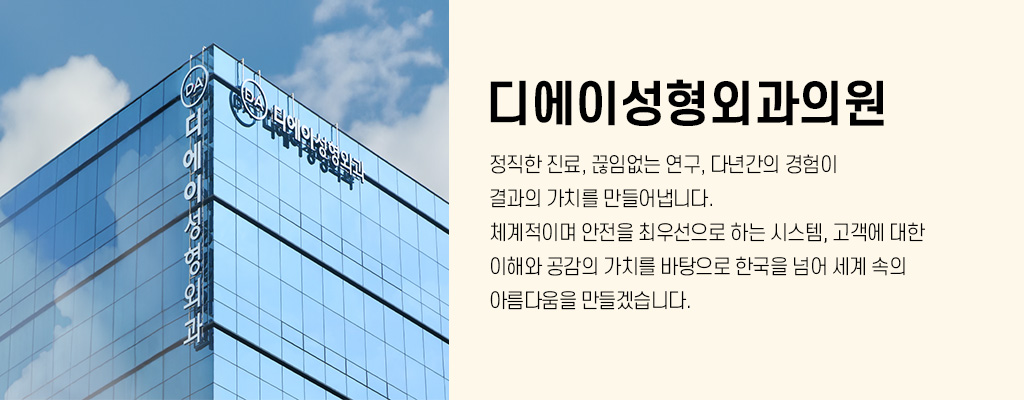 DA
디에이성형외과
DA 디에이성형외과
디에이성형외과의원
정직한 진료, 끊임없는 연구, 다년간의 경험이
결과의 가치를 만들어냅니다.
체계적이며 안전을 최우선으로 하는 시스템, 고객에 대한
이해와 공감의 가치를 바탕으로 한국을 넘어 세계 속의
아름다움을 만들겠습니다.